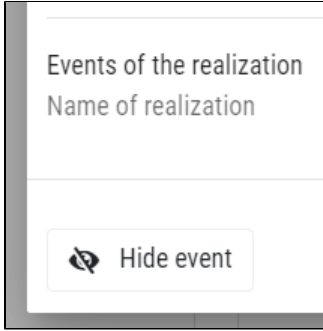 Events of the realization
Name of realization
Hide event